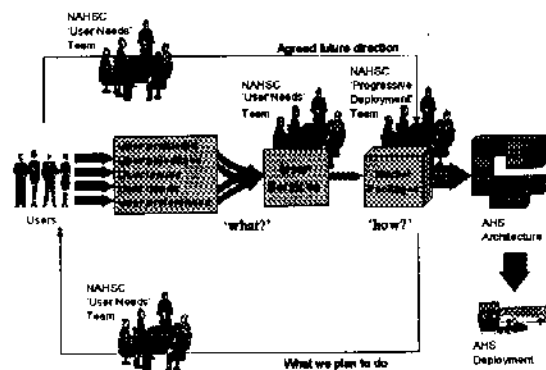 NAHSC
'User Needs'
Team
Agreed future direction
NAHSC
'User Needs'
Team
NAHSC
'Progressive
Deployment'
Team
Users
'what?'
'how?'
AHS
Architecture
NAHSC
'User Needs'
Team
What we plan to do
AHS
Deployment